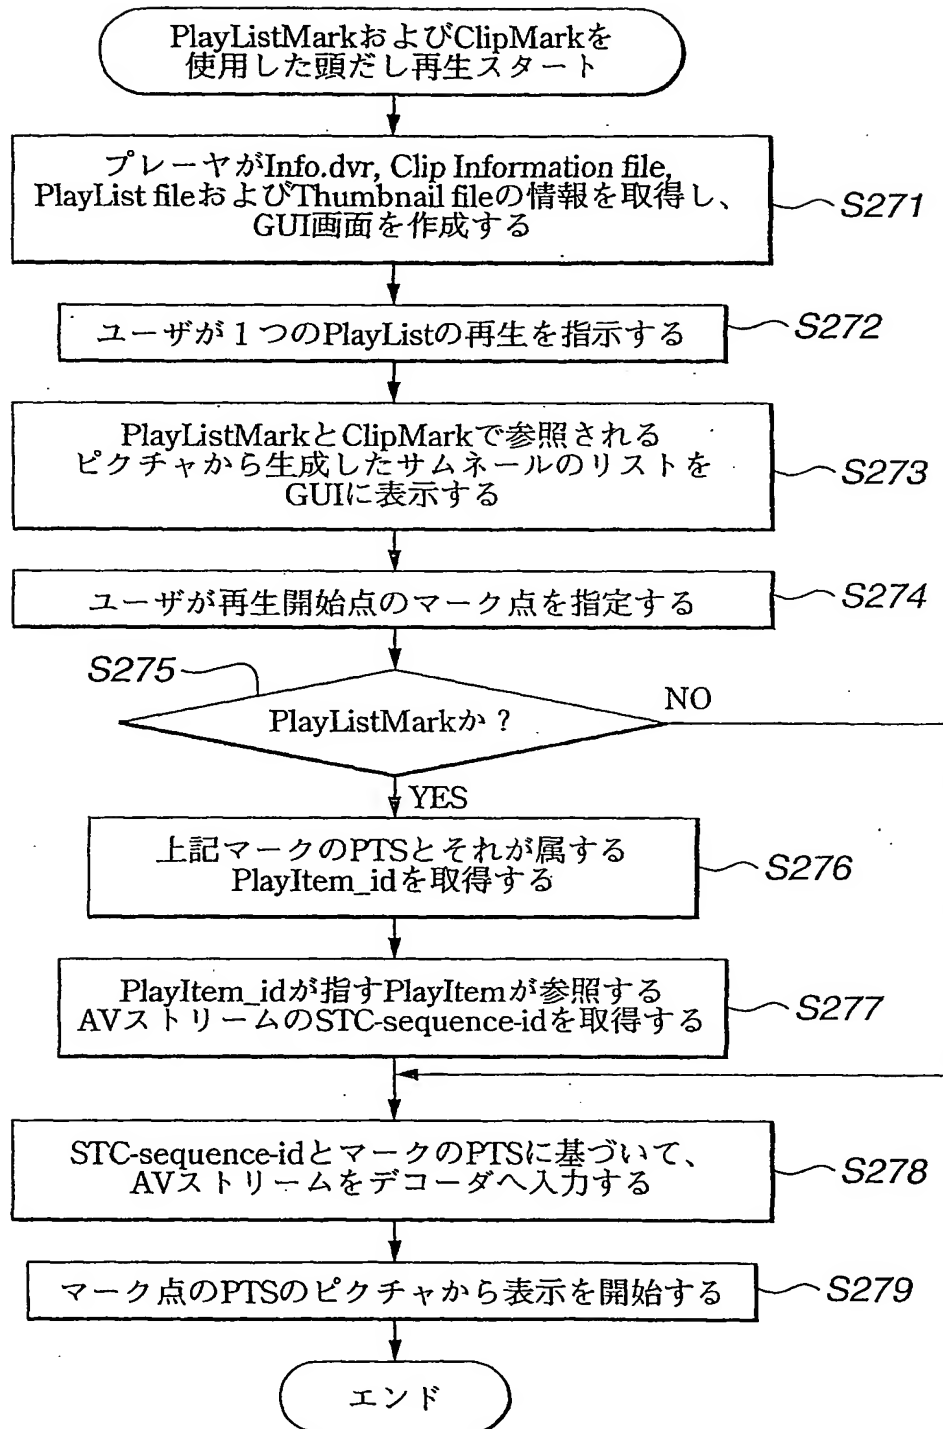 PlayListMarkおよびClipMarkを
使用した頭だし再生スタート
プレーヤがInfo.dvr, Clip Information file,
PlayList fileおよびThumbnail fileの情報を取得し、
GUI画面を作成する
S271
ユーザが1つのPlayListの再生を指示する
S272
PlayListMarkとClipMarkで参照される
ピクチャから生成したサムネールのリストを
GUIに表示する
S273
ユーザが再生開始点のマーク点を指定する
S274
S275
PlayListMarkか？
NO
YES
上記マークのPTSとそれが属する
PlayItem_idを取得する
S276
PlayItem_idが指すPlayItemが参照する
AVストリームのSTC-sequence-idを取得する
S277
STC-sequence-idとマークのPTSに基づいて、
AVストリームをデコーダへ入力する
S278
マーク点のPTSのピクチャから表示を開始する
S279
エンド